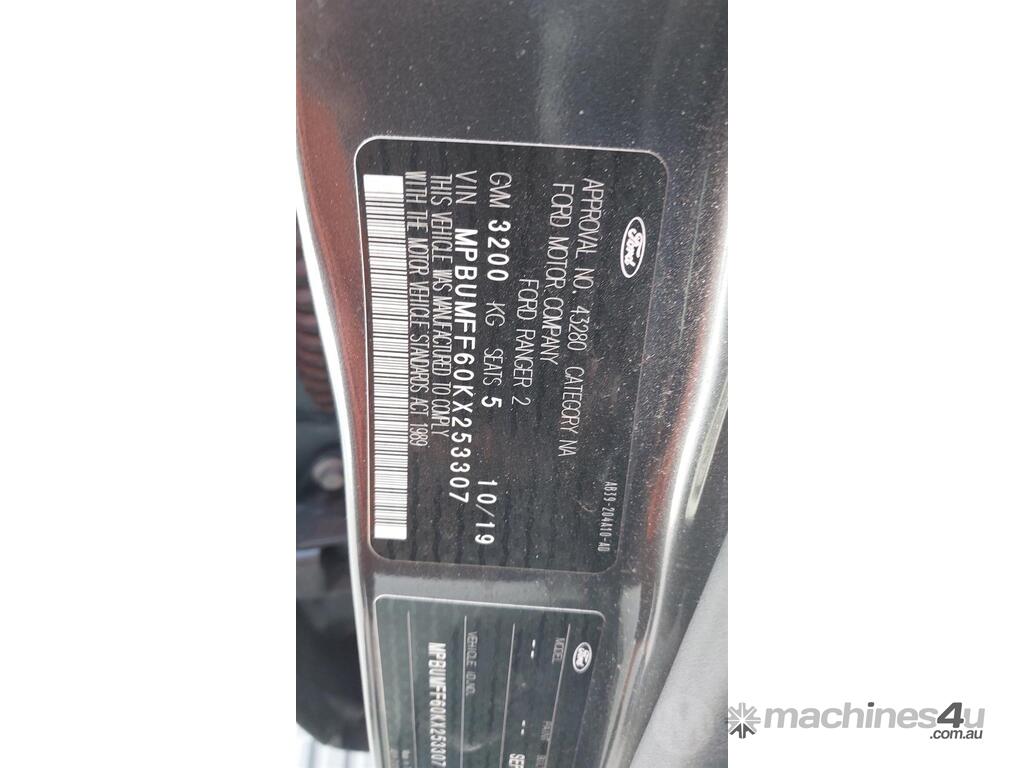 Ford
APPROVAL NO. 43280 CATEGORY NA
FORD MOTOR COMPANY
FORD RANGER 2
GVM 3200 KG SEATS 5 10/19
VIN MPBUMFF60KX253307
THIS VEHICLE WAS MANUFACTURED TO COMPLY
WITH THE MOTOR VEHICLE STANDARDS ACT 1989
AB39-204A10-AD
Ford
MODEL
-- --
VEHICLE ID.NO.
MPBUMFF60KX253307
machines4u
.com.au